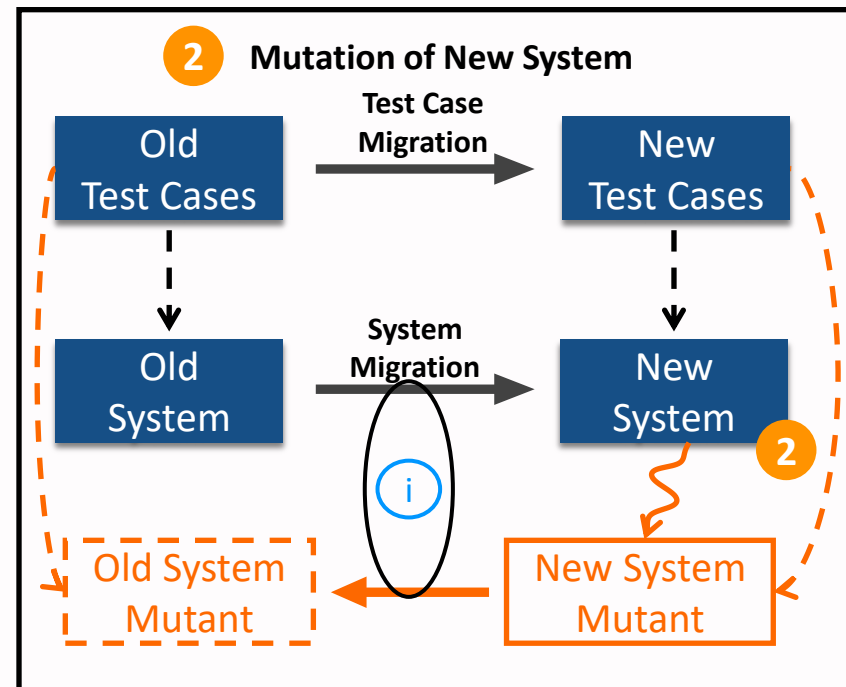 2 Mutation of New System
Test Case
Migration
Old
Test Cases
New
Test Cases
System
Migration
Old
System
New
System
2
i
Old System
Mutant
New System
Mutant